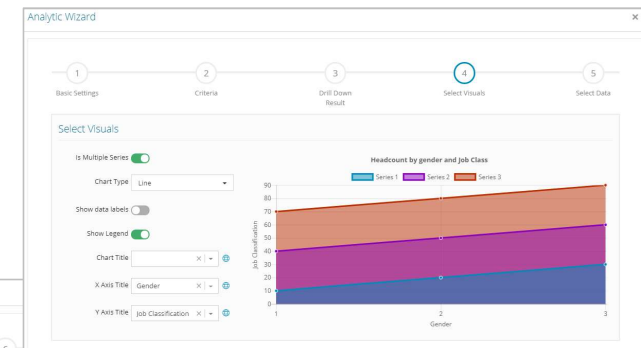 Analytic Wizard ×
1 2 3 4 5
Basic Settings Criteria Drill Down Result Select Visuals Select Data
Select Visuals
Is Multiple Series
Chart Type Line
Show data labels
Show Legend
Chart Title ×
X Axis Title Gender ×
Y Axis Title Job Classification ×
Headcount by gender and Job Class
Series 1 Series 2 Series 3
90
80
70
60
50
40
30
20
10
0
Job Classification
1 2 3
Gender